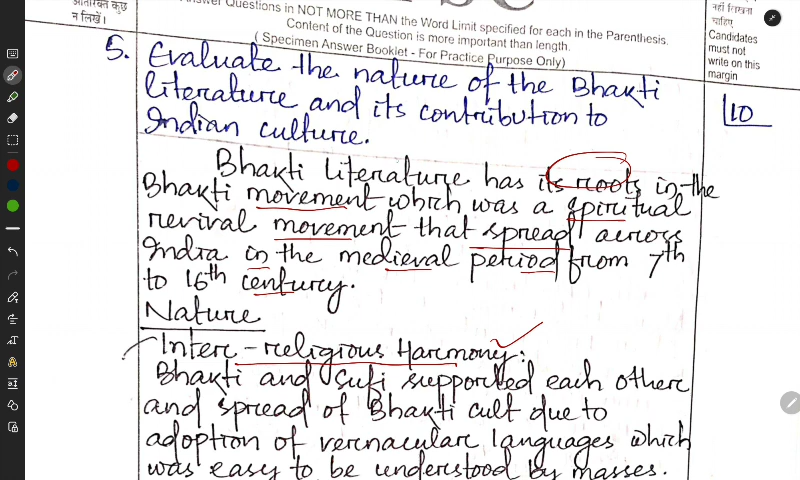 न लिखें।
Questions in NOT MORE THAN the Word Limit specified for each in the Parenthesis.
Content of the Question is more important than length.
( Specimen Answer Booklet - For Practice Purpose Only)
नहीं लिखना
चाहिए
Candidates
must not
write on this
margin
5. Evaluate the nature of the Bhakti
literature and its contribution to
Indian culture.
10
Bhakti literature has its roots in the
Bhakti movement which was a spiritual
revival movement that spread across
India in the medieval period from 7th
to 16th century.
Nature
Inter-religious Harmony:
Bhakti and Sufi supported each other
and spread of Bhakti cult due to
adoption of vernacular languages which
was easy to be understood by masses.